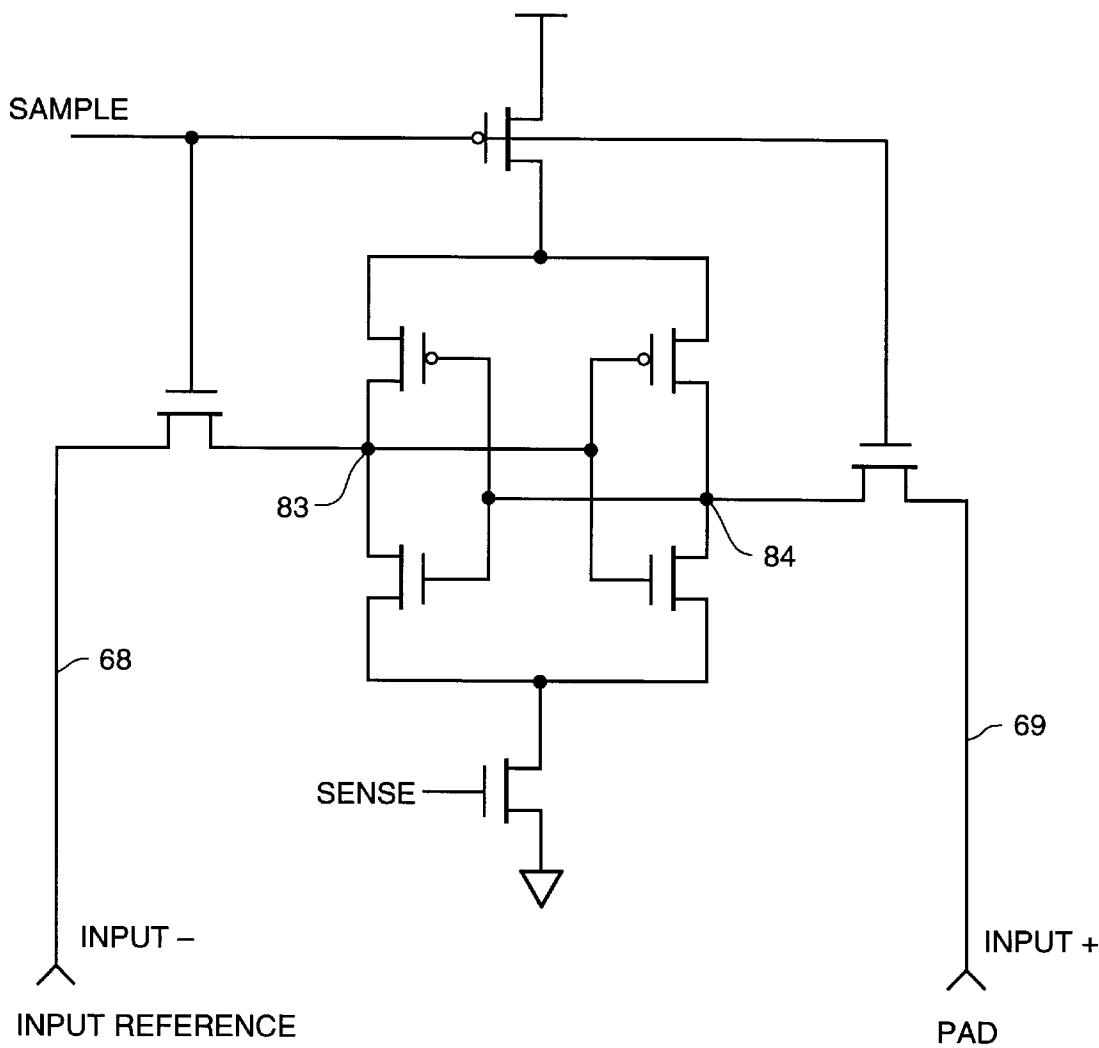 SAMPLE
83
84
68
69
SENSE
INPUT –
INPUT +
INPUT REFERENCE
PAD